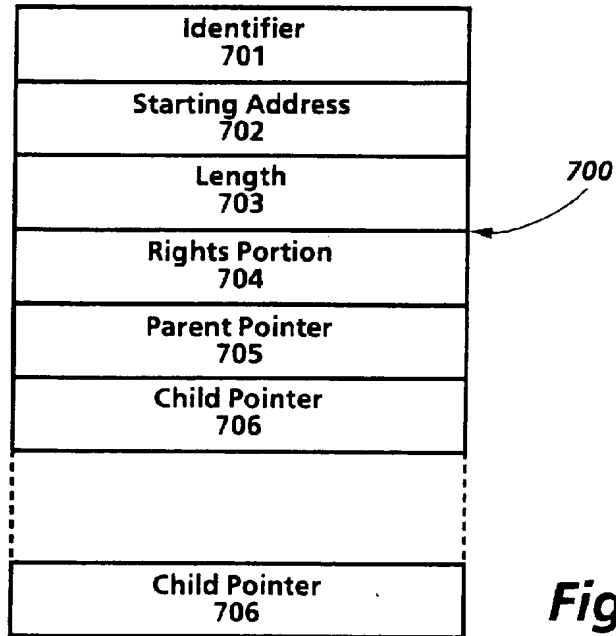 Identifier
701
Starting Address
702
Length
703
700
Rights Portion
704
Parent Pointer
705
Child Pointer
706
Child Pointer
706
Fig